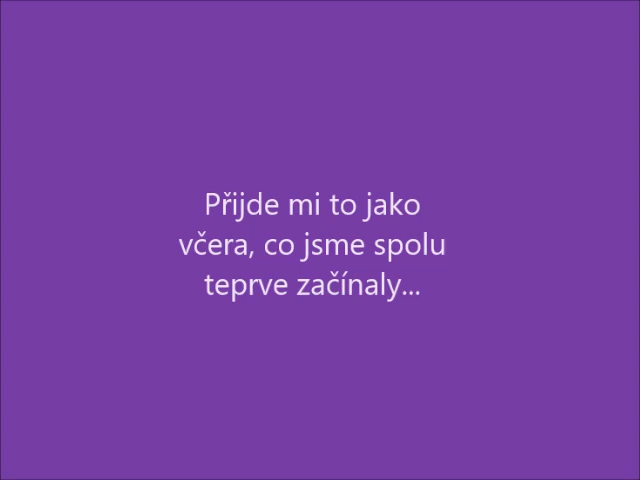 Přijde mi to jako
včera, co jsme spolu
teprve začínaly...